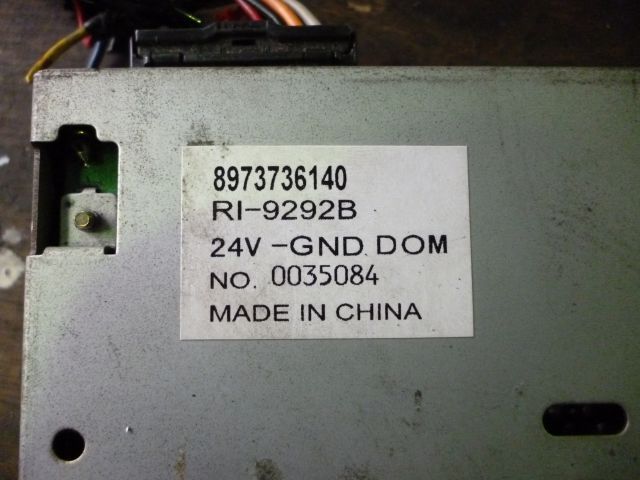 8973736140
RI-9292B
24V -GND DOM
NO. 0035084
MADE IN CHINA